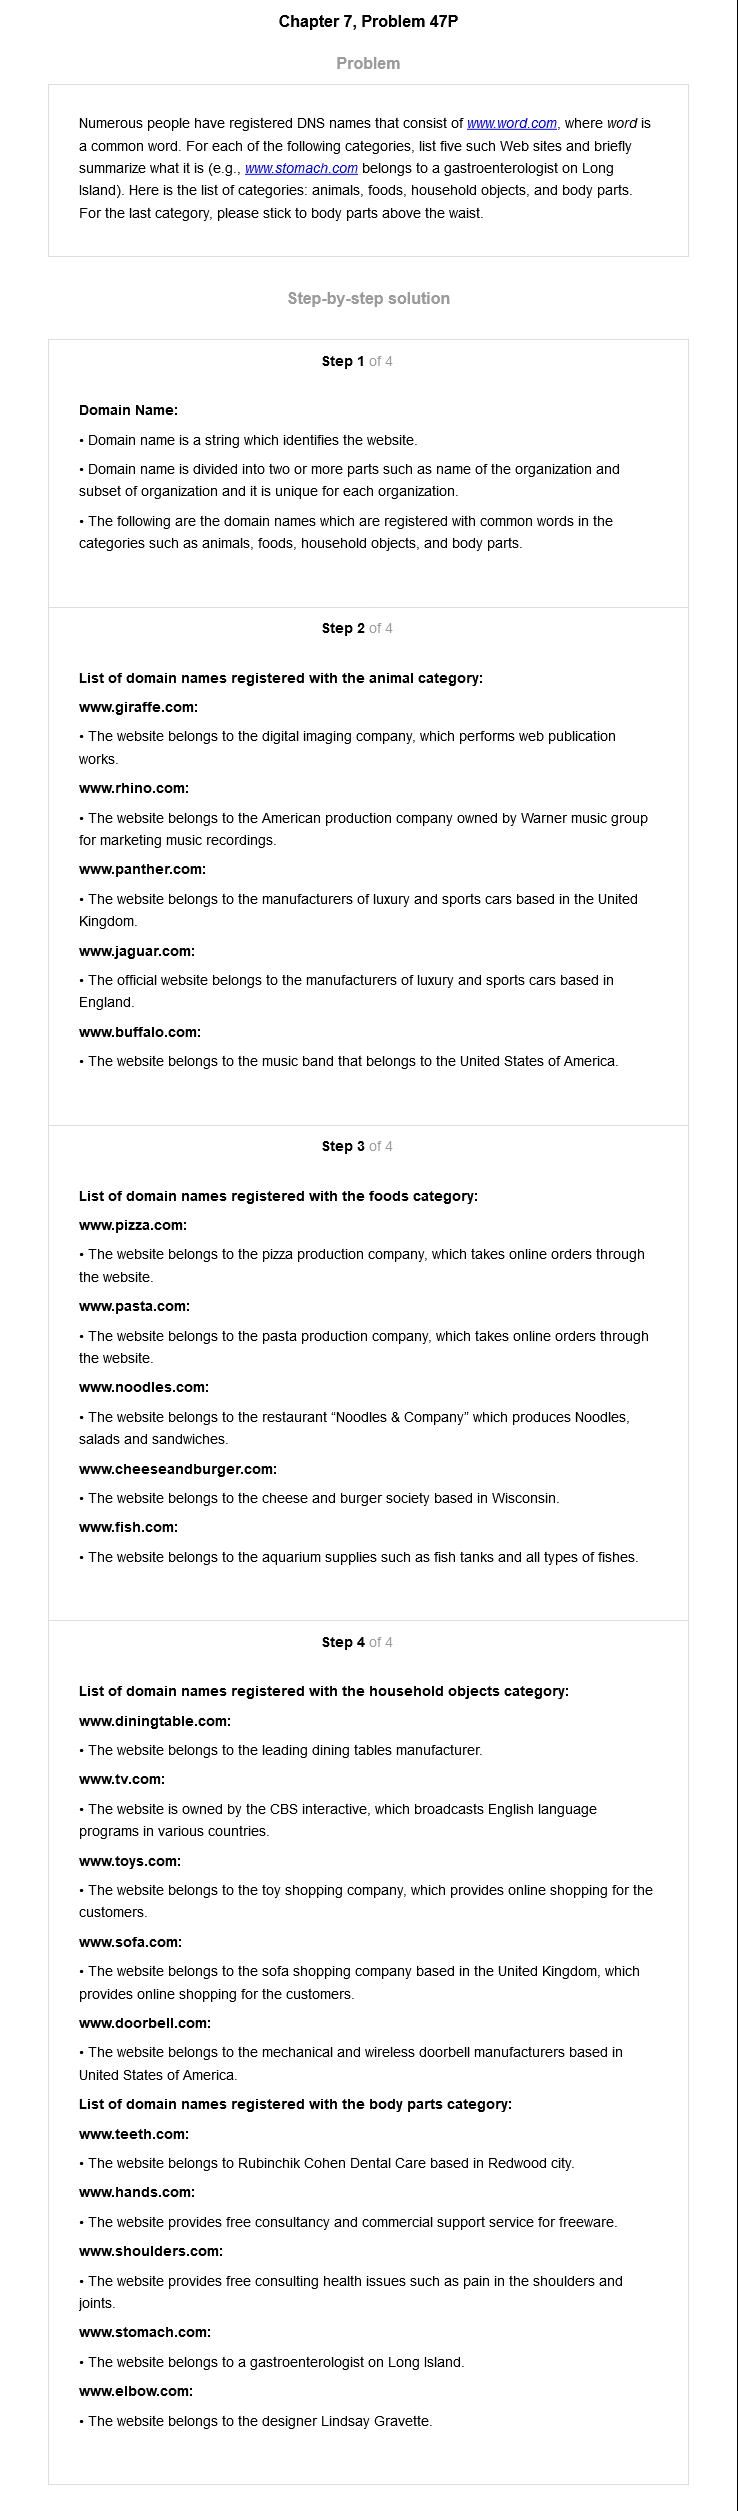 Chapter 7, Problem 47P
Problem
Numerous people have registered DNS names that consist of www.word.com, where word is
a common word. For each of the following categories, list five such Web sites and briefly
summarize what it is (e.g., www.stomach.com belongs to a gastroenterologist on Long
Island). Here is the list of categories: animals, foods, household objects, and body parts.
For the last category, please stick to body parts above the waist.
Step-by-step solution
Step 1 of 4
Domain Name:
• Domain name is a string which identifies the website.
• Domain name is divided into two or more parts such as name of the organization and
subset of organization and it is unique for each organization.
• The following are the domain names which are registered with common words in the
categories such as animals, foods, household objects, and body parts.
Step 2 of 4
List of domain names registered with the animal category:
www.giraffe.com:
• The website belongs to the digital imaging company, which performs web publication
works.
www.rhino.com:
• The website belongs to the American production company owned by Warner music group
for marketing music recordings.
www.panther.com:
• The website belongs to the manufacturers of luxury and sports cars based in the United
Kingdom.
www.jaguar.com:
• The official website belongs to the manufacturers of luxury and sports cars based in
England.
www.buffalo.com:
• The website belongs to the music band that belongs to the United States of America.
Step 3 of 4
List of domain names registered with the foods category:
www.pizza.com:
• The website belongs to the pizza production company, which takes online orders through
the website.
www.pasta.com:
• The website belongs to the pasta production company, which takes online orders through
the website.
www.noodles.com:
• The website belongs to the restaurant “Noodles & Company” which produces Noodles,
salads and sandwiches.
www.cheeseandburger.com:
• The website belongs to the cheese and burger society based in Wisconsin.
www.fish.com:
• The website belongs to the aquarium supplies such as fish tanks and all types of fishes.
Step 4 of 4
List of domain names registered with the household objects category:
www.diningtable.com:
• The website belongs to the leading dining tables manufacturer.
www.tv.com:
• The website is owned by the CBS interactive, which broadcasts English language
programs in various countries.
www.toys.com:
• The website belongs to the toy shopping company, which provides online shopping for the
customers.
www.sofa.com:
• The website belongs to the sofa shopping company based in the United Kingdom, which
provides online shopping for the customers.
www.doorbell.com:
• The website belongs to the mechanical and wireless doorbell manufacturers based in
United States of America.
List of domain names registered with the body parts category:
www.teeth.com:
• The website belongs to Rubinchik Cohen Dental Care based in Redwood city.
www.hands.com:
• The website provides free consultancy and commercial support service for freeware.
www.shoulders.com:
• The website provides free consulting health issues such as pain in the shoulders and
joints.
www.stomach.com:
• The website belongs to a gastroenterologist on Long Island.
www.elbow.com:
• The website belongs to the designer Lindsay Gravette.